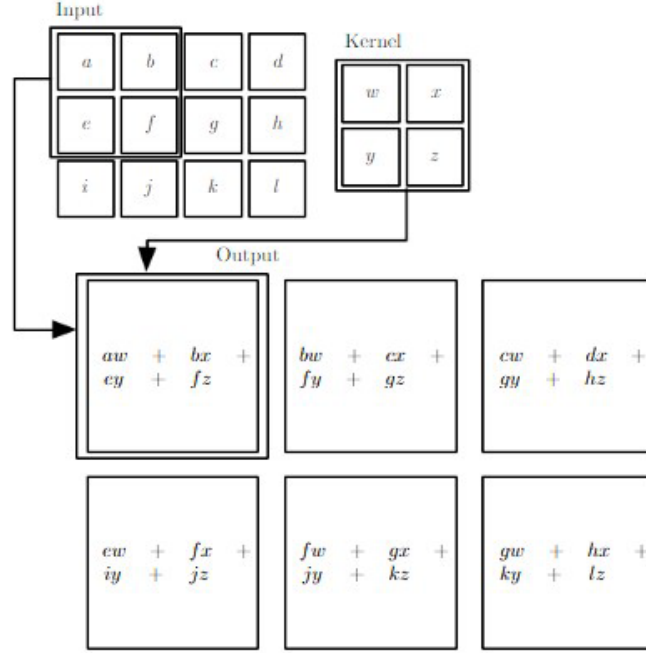 Input
a b c d
e f g h
i j k l
Kernel
w x
y z
Output
aw + bx +
ey + fz
bw + cx +
fy + gz
cw + dx +
gy + hz
ew + fx +
iy + jz
fw + gx +
jy + kz
gw + hx +
ky + lz